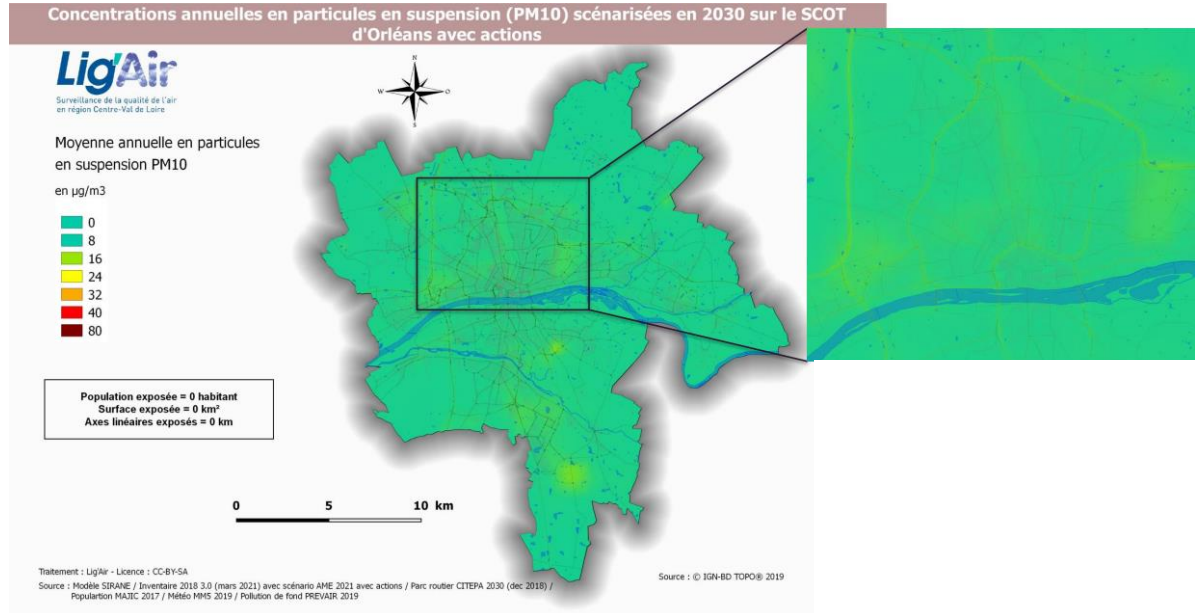 Concentrations annuelles en particules en suspension (PM10) scénarisées en 2030 sur le SCOT
d'Orléans avec actions
Lig'Air
Surveillance de la qualité de l'air
en région Centre-Val de Loire
N
W
O
S
Moyenne annuelle en particules
en suspension PM10
en µg/m3
0
8
16
24
32
40
80
Population exposée = 0 habitant
Surface exposée = 0 km²
Axes linéaires exposés = 0 km
0 5 10 km
Traitement : Lig'Air - Licence : CC-BY-SA
Source : © IGN-BD TOPO® 2019
Source : Modèle SIRANE / Inventaire 2018 3.0 (mars 2021) avec scénario AME 2021 avec actions / Parc routier CITEPA 2030 (dec 2018) /
Populartion MAJIC 2017 / Météo MM5 2019 / Pollution de fond PREVAIR 2019